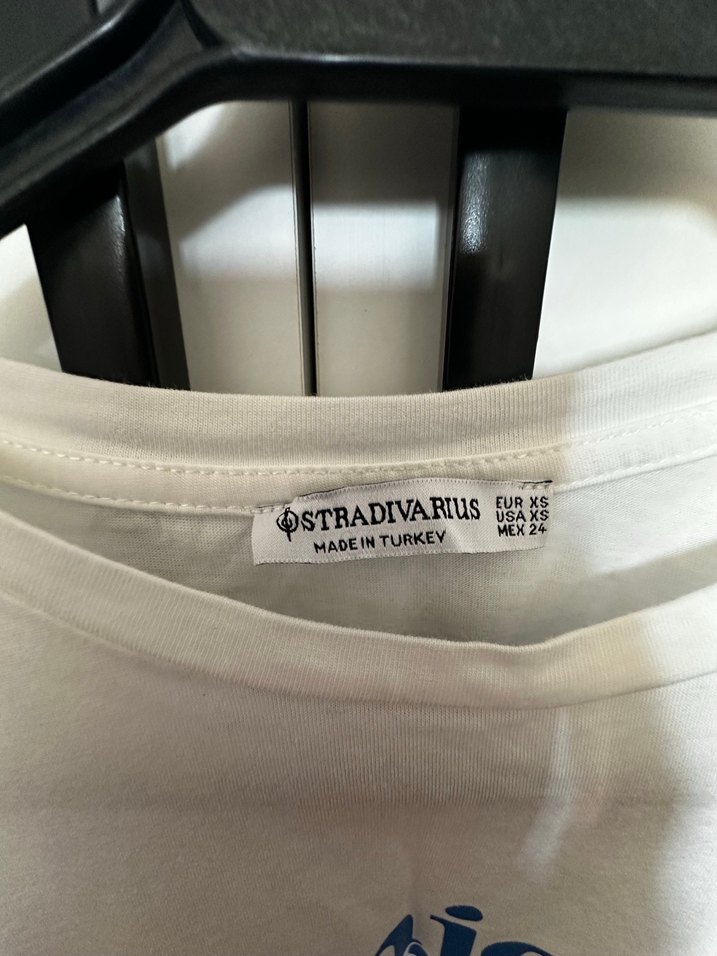 STRADIVARIUS
MADE IN TURKEY
EUR XS
USA XS
MEX 24